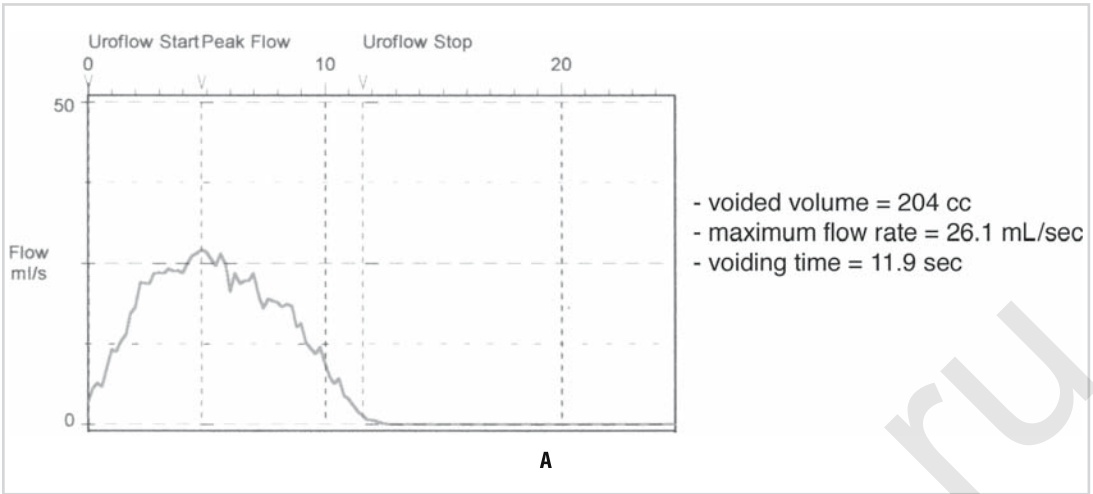 Uroflow Start Peak Flow Uroflow Stop
0 10 20
50
- voided volume = 204 cc
- maximum flow rate = 26.1 mL/sec
Flow
ml/s
- voiding time = 11.9 sec
0
A
ru